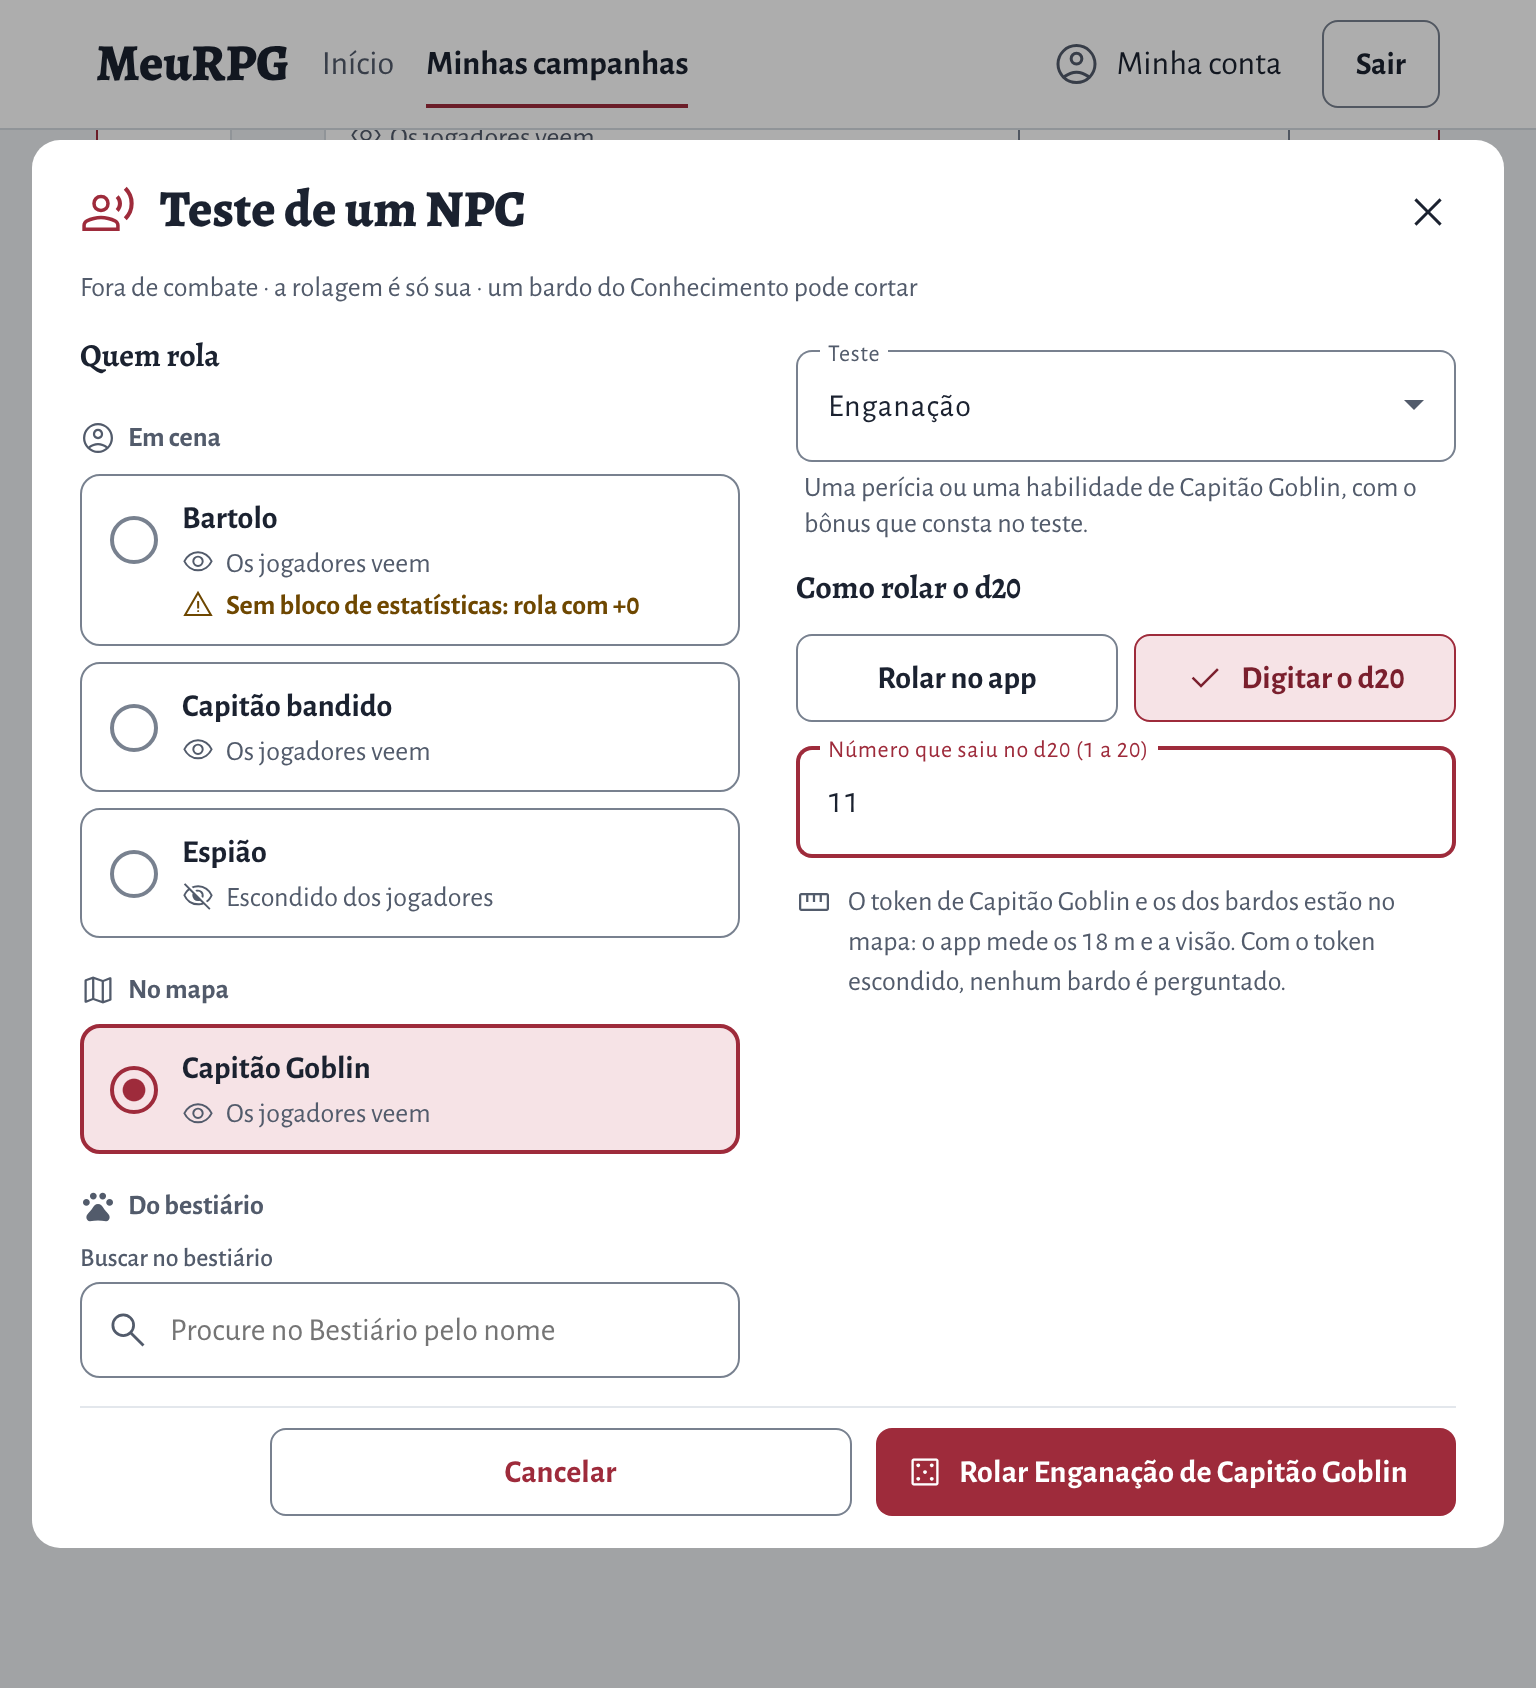 MeuRPG
Início
Minhas campanhas
Minha conta
Sair
Os jogadores veem
Teste de um NPC
Fora de combate · a rolagem é só sua · um bardo do Conhecimento pode cortar
Quem rola
Em cena
Bartolo
Os jogadores veem
Sem bloco de estatísticas: rola com +0
Capitão bandido
Os jogadores veem
Espião
Escondido dos jogadores
No mapa
Capitão Goblin
Os jogadores veem
Do bestiário
Buscar no bestiário
Procure no Bestiário pelo nome
Teste
Enganação
Uma perícia ou uma habilidade de Capitão Goblin, com o
bônus que consta no teste.
Como rolar o d20
Rolar no app
Digitar o d20
Número que saiu no d20 (1 a 20)
11
O token de Capitão Goblin e os dos bardos estão no
mapa: o app mede os 18 m e a visão. Com o token
escondido, nenhum bardo é perguntado.
Cancelar
Rolar Enganação de Capitão Goblin